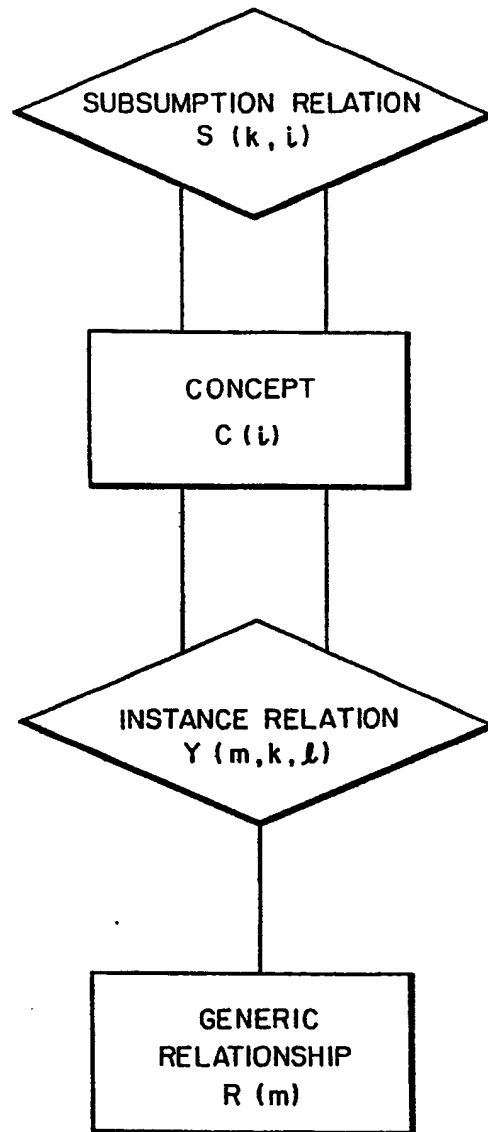 SUBSUMPTION RELATION
S (k, i)
CONCEPT
C (i)
INSTANCE RELATION
Y (m, k, l)
GENERIC
RELATIONSHIP
R (m)